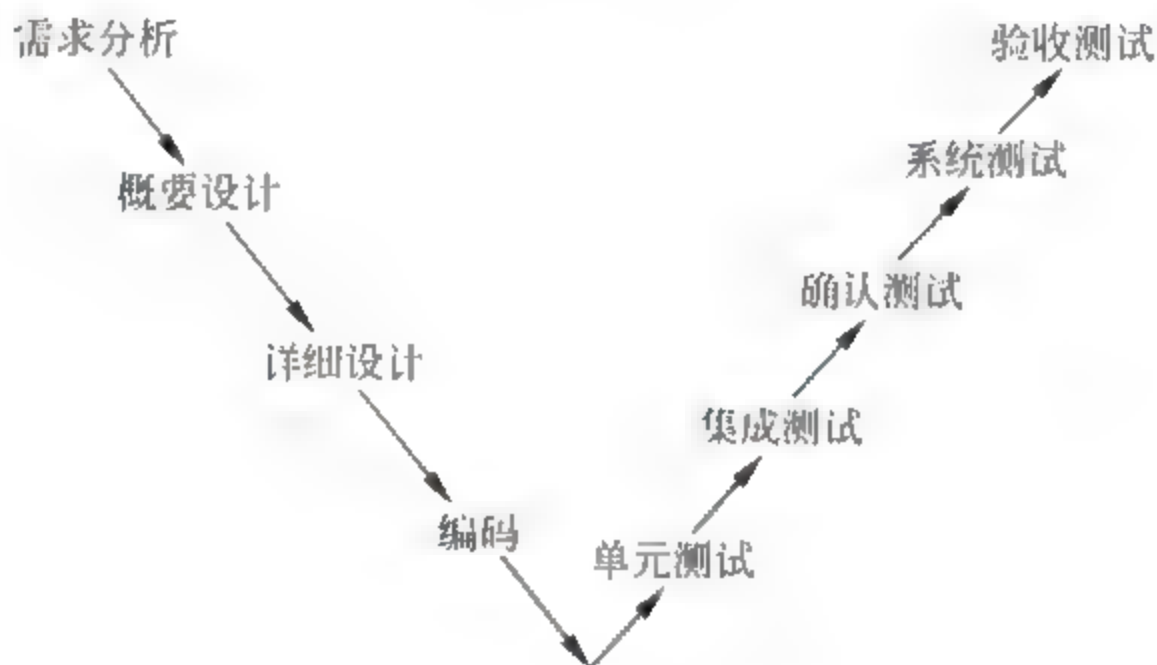 需求分析
验收测试
系统测试
概要设计
确认测试
详细设计
集成测试
编码
单元测试